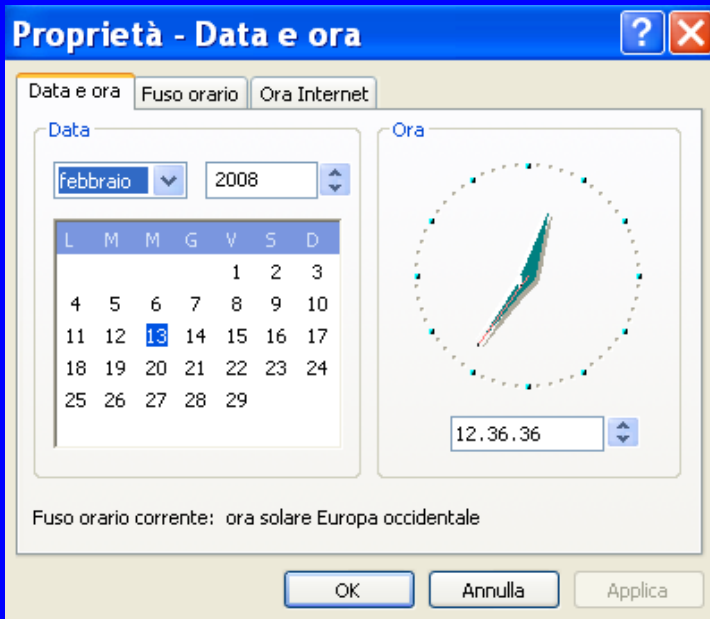 Proprietà - Data e ora
Data e ora Fuso orario Ora Internet
Data
febbraio 2008
L M M G V S D
1 2 3
4 5 6 7 8 9 10
11 12 13 14 15 16 17
18 19 20 21 22 23 24
25 26 27 28 29
Ora
12.36.36
Fuso orario corrente: ora solare Europa occidentale
OK Annulla Applica